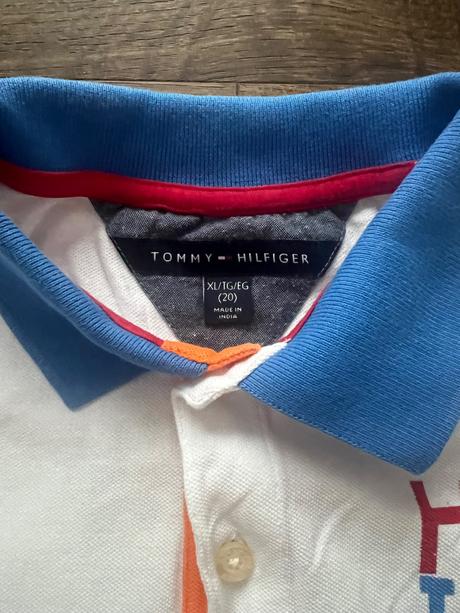 TOMMY HILFIGER
XL/TG/EG
(20)
MADE IN
INDIA